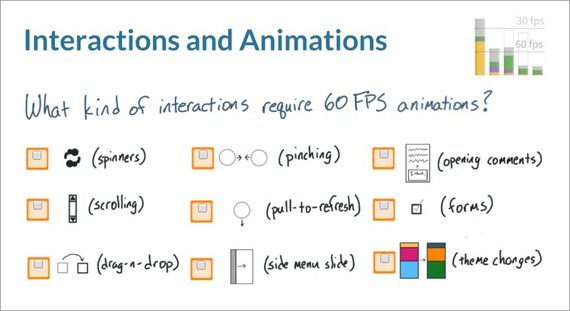 Interactions and Animations
30 fps
60 fps
What kind of interactions require 60 FPS animations?
(spinners) (pinching) (opening comments)
(scrolling) (pull-to-refresh) (forms)
(drag-n-drop) (side menu slide) (theme changes)